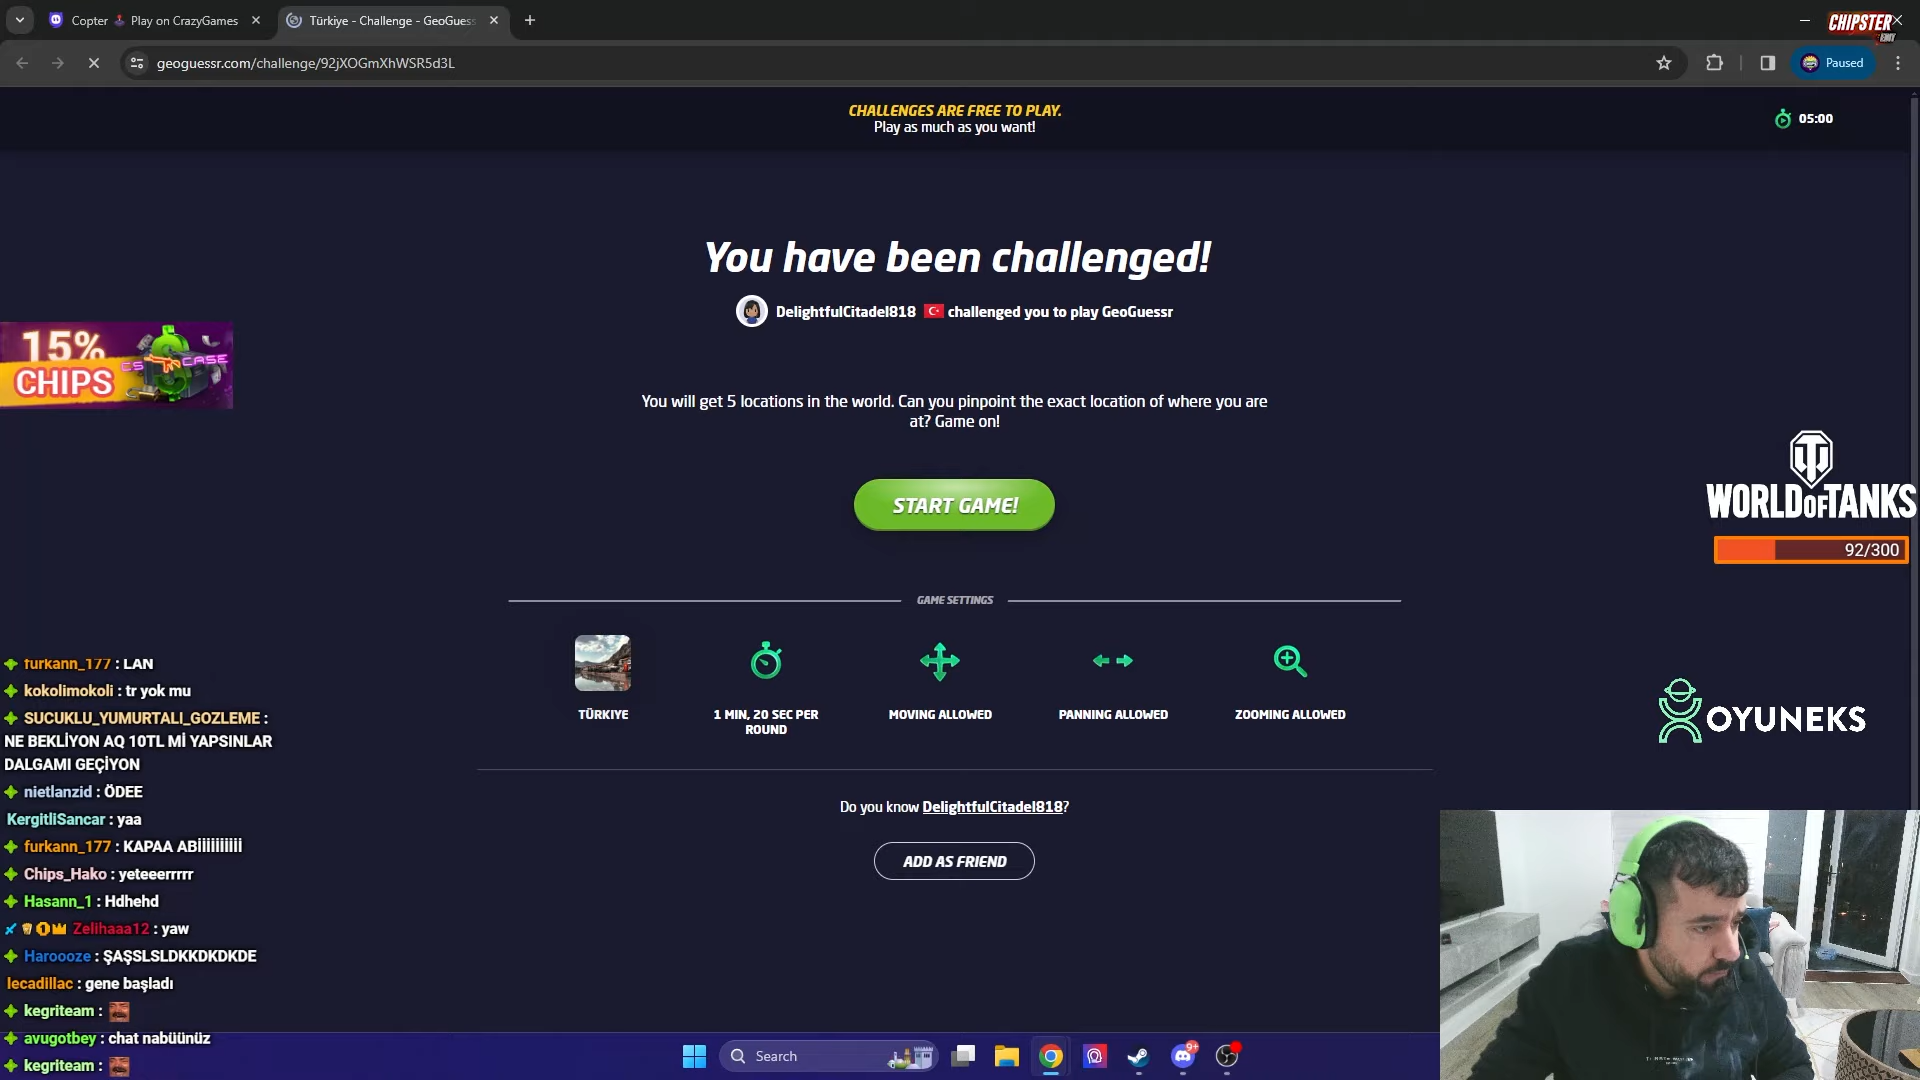 Copter Play on CrazyGames
Türkiye - Challenge - GeoGuess
CHIPSTER
geoguessr.com/challenge/92jXOGmXhWSR5d3L
Paused
CHALLENGES ARE FREE TO PLAY.
Play as much as you want!
05:00
You have been challenged!
DelightfulCitadel818 challenged you to play GeoGuessr
15%
CHIPS
CS CASE
You will get 5 locations in the world. Can you pinpoint the exact location of where you are
at? Game on!
START GAME!
WORLD OF TANKS
92/300
GAME SETTINGS
TÜRKIYE
1 MIN, 20 SEC PER
ROUND
MOVING ALLOWED
PANNING ALLOWED
ZOOMING ALLOWED
OYUNEKS
Do you know DelightfulCitadel818?
ADD AS FRIEND
furkann_177 : LAN
kokolimokoli : tr yok mu
SUCUKLU_YUMURTALI_GOZLEME :
NE BEKLİYON AQ 10TL Mİ YAPSINLAR
DALGAMI GEÇİYON
nietlanzid : ÖDEE
KergitliSancar : yaa
furkann_177 : KAPAA ABİİİİİİİİİİ
Chips_Hako : yeteeerrrrr
Hasann_1 : Hdhehd
Zelihaaa12 : yaw
Haroooze : ŞAŞSLSLDKKDKDKDE
lecadillac : gene başladı
kegriteam :
avugotbey : chat nabüünüz
kegriteam :
Search
9+